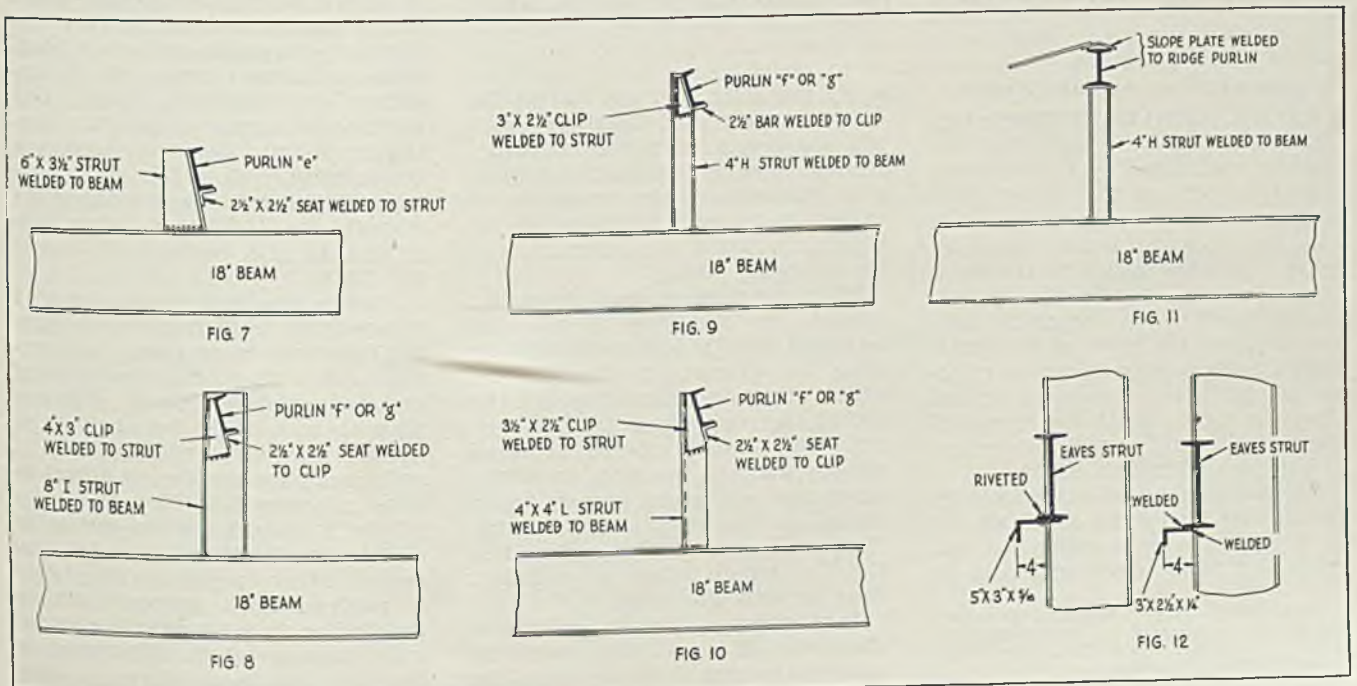 6" X 3½" STRUT
WELDED TO BEAM
PURLIN "e"
2½" X 2½" SEAT WELDED TO STRUT
18" BEAM
FIG. 7
3" X 2½" CLIP
WELDED TO STRUT
PURLIN "f" OR "g"
2½" BAR WELDED TO CLIP
4" H STRUT WELDED TO BEAM
18" BEAM
FIG. 9
SLOPE PLATE WELDED
TO RIDGE PURLIN
4" H STRUT WELDED TO BEAM
18" BEAM
FIG. 11
4" X 3" CLIP
WELDED TO STRUT
8" I STRUT
WELDED TO BEAM
PURLIN "f" OR "g"
2½" X 2½" SEAT WELDED
TO CLIP
18" BEAM
FIG. 8
3½" X 2½" CLIP
WELDED TO STRUT
4" X 4" L STRUT
WELDED TO BEAM
PURLIN "f" OR "g"
2½" X 2½" SEAT
WELDED TO CLIP
18" BEAM
FIG. 10
EAVES STRUT
RIVETED
4
5" X 3" X 5/16
EAVES STRUT
WELDED
WELDED
4
3" X 2½" X ¼"
FIG. 12